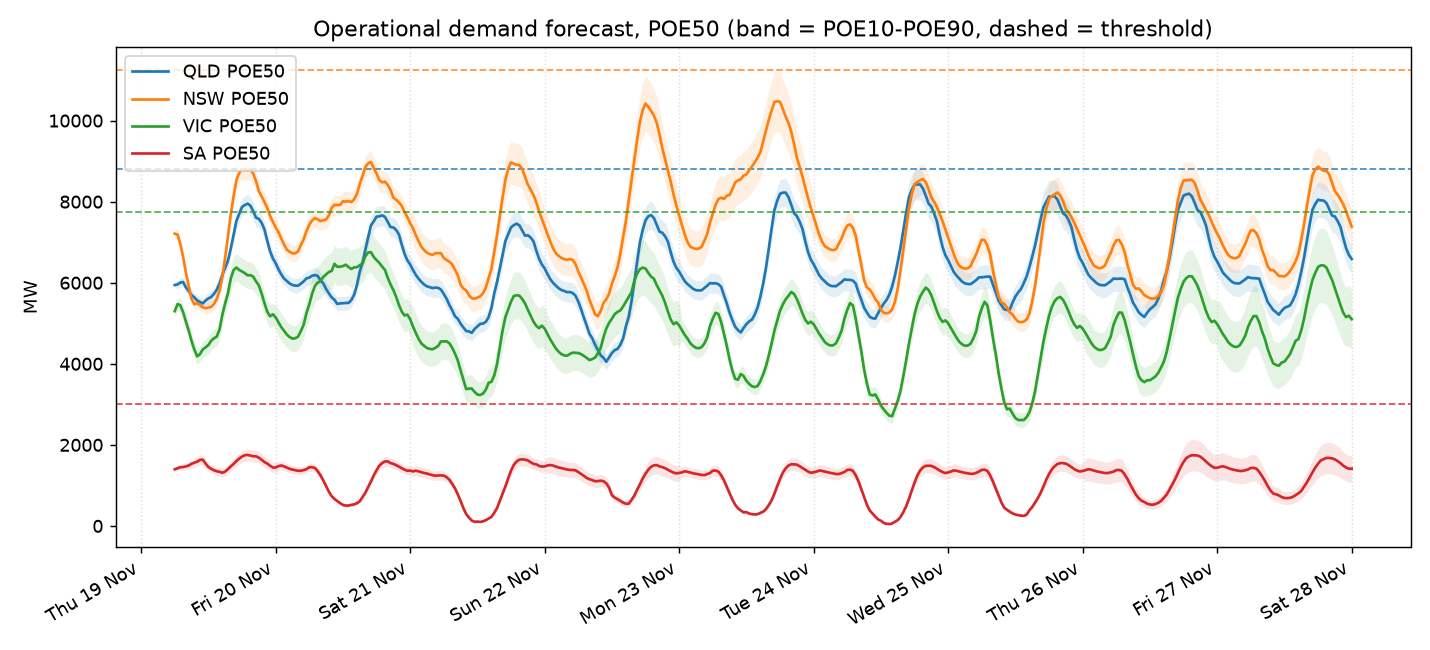 Operational demand forecast, POE50 (band = POE10-POE90, dashed = threshold)
QLD POE50
NSW POE50
VIC POE50
SA POE50
MW
10000
8000
6000
4000
2000
0
Thu 19 Nov
Fri 20 Nov
Sat 21 Nov
Sun 22 Nov
Mon 23 Nov
Tue 24 Nov
Wed 25 Nov
Thu 26 Nov
Fri 27 Nov
Sat 28 Nov